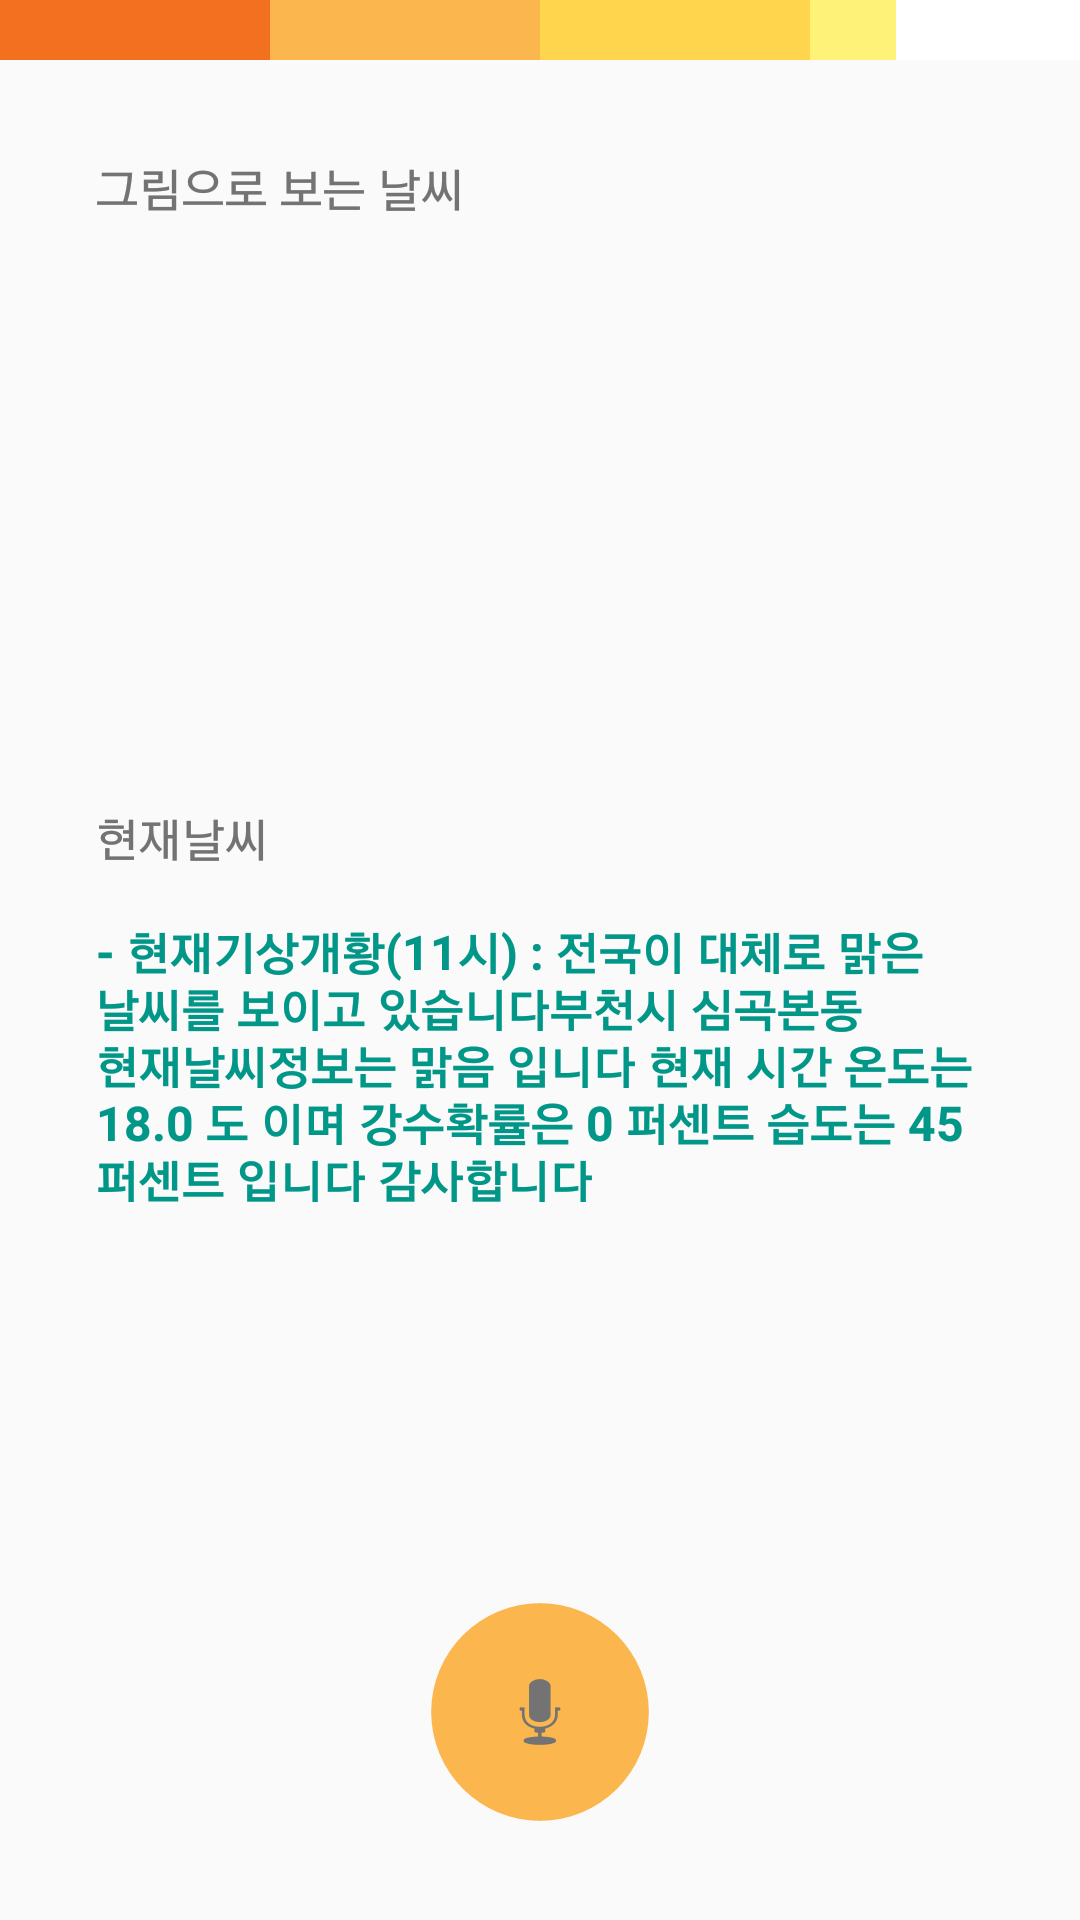 그림으로 보는 날씨
현재날씨
- 현재기상개황(11시) : 전국이 대체로 맑은
날씨를 보이고 있습니다부천시 심곡본동
현재날씨정보는 맑음 입니다 현재 시간 온도는
18.0 도 이며 강수확률은 0 퍼센트 습도는 45
퍼센트 입니다 감사합니다